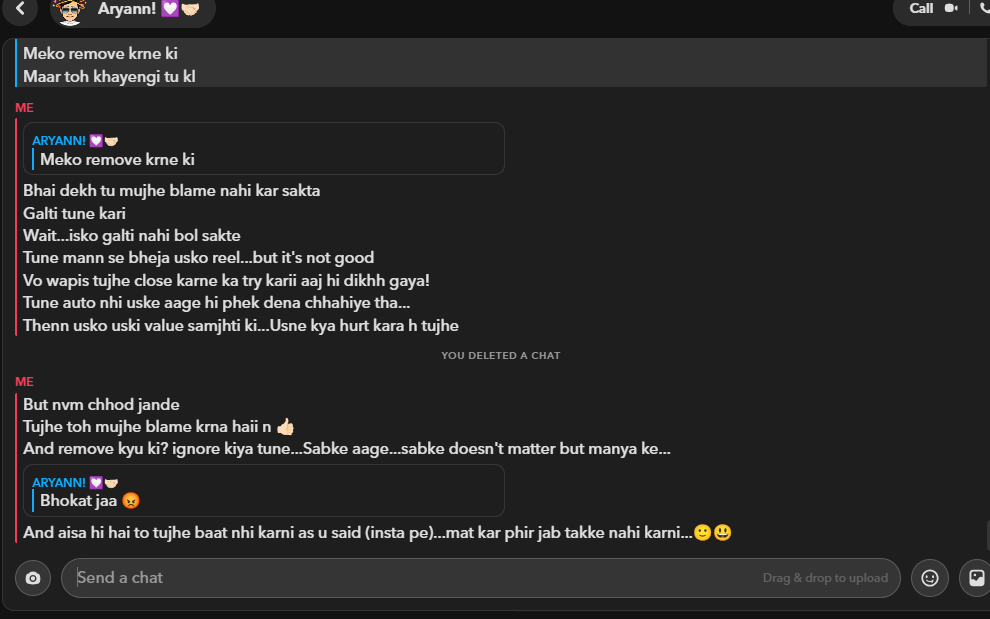 Aryann! 💟🤝🏻
Call
Meko remove krne ki
Maar toh khayengi tu kl
ME
ARYANN! 💟🤝🏻
Meko remove krne ki
Bhai dekh tu mujhe blame nahi kar sakta
Galti tune kari
Wait...isko galti nahi bol sakte
Tune mann se bheja usko reel...but it's not good
Vo wapis tujhe close karne ka try karii aaj hi dikhh gaya!
Tune auto nhi uske aage hi phek dena chhahiye tha...
Thenn usko uski value samjhti ki...Usne kya hurt kara h tujhe
YOU DELETED A CHAT
ME
But nvm chhod jande
Tujhe toh mujhe blame krna haii n 👍🏻
And remove kyu ki? ignore kiya tune...Sabke aage...sabke doesn't matter but manya ke...
ARYANN! 💟🤝🏻
Bhokat jaa 😡
And aisa hi hai to tujhe baat nhi karni as u said (insta pe)...mat kar phir jab takke nahi karni...🙂😃
Send a chat
Drag & drop to upload